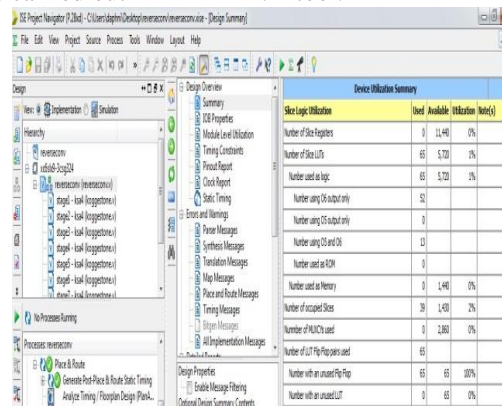 ISE Project Navigator (P.28xd) - C:\Users\daphni\Desktop\reverseconv\reverseconv.xise - [Design Summary]
File Edit View Project Source Process Tools Window Layout Help
Design
View: Implementation Simulation
Hierarchy
reverseconv
reverseconv (reverseconv.v)
stage1 - ksa4 (koggestone.v)
stage2 - ksa4 (koggestone.v)
stage3 - ksa4 (koggestone.v)
stage4 - ksa4 (koggestone.v)
stage5 - ksa4 (koggestone.v)
stage6 - ksa4 (koggestone.v)
No Processes Running
Processes: reverseconv
Place & Route
Generate Post-Place & Route Static Timing
Analyze Timing / Floorplan Design (PlanA...
Design Overview
Summary
IOB Properties
Module Level Utilization
Timing Constraints
Pinout Report
Clock Report
Static Timing
Errors and Warnings
Parser Messages
Synthesis Messages
Translation Messages
Map Messages
Place and Route Messages
Timing Messages
Bitgen Messages
All Implementation Messages
Detailed Reports
Design Properties
Enable Message Filtering
Optional Design Summary Contents
Device Utilization Summary
Slice Logic Utilization Used Available Utilization Note(s)
Number of Slice Registers 0 11,440 0%
Number of Slice LUTs 65 5,720 1%
Number used as logic 65 5,720 1%
Number using O6 output only 52
Number using O5 output only 0
Number using O5 and O6 13
Number used as ROM 0
Number used as Memory 0 1,440 0%
Number of occupied Slices 39 1,430 2%
Number of MUXCYs used 0 2,860 0%
Number of LUT Flip Flop pairs used 65
Number with an unused Flip Flop 65 65 100%
Number with an unused LUT 0 65 0%